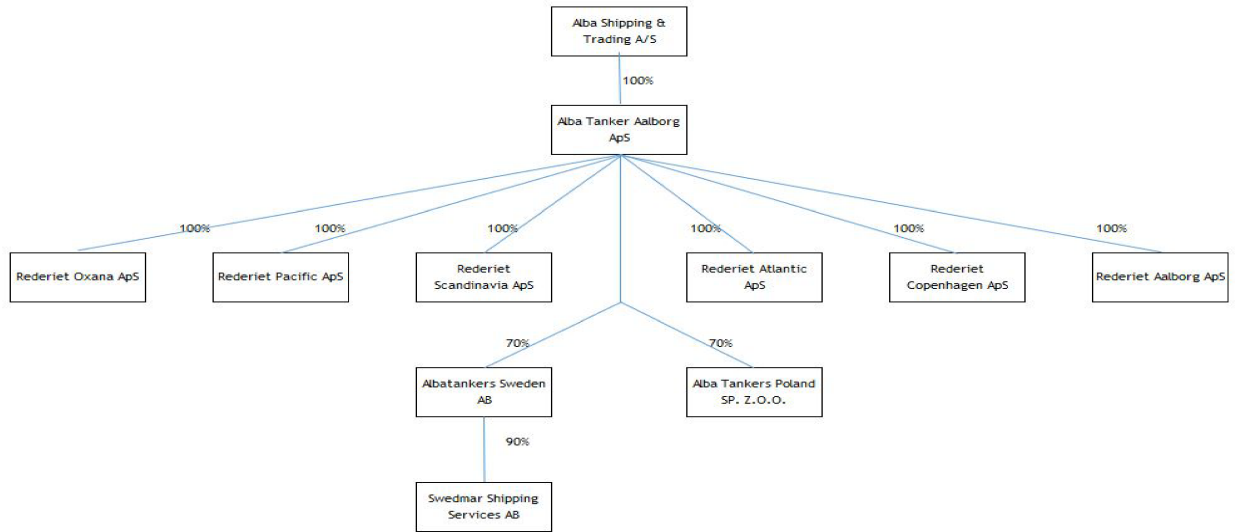 Alba Shipping &
Trading A/S
100%
Alba Tanker Aalborg
ApS
100%
100%
100%
100%
100%
100%
Rederiet Oxana ApS
Rederiet Pacific ApS
Rederiet
Scandinavia ApS
Rederiet Atlantic
ApS
Rederiet
Copenhagen ApS
Rederiet Aalborg ApS
70%
70%
Albatankers Sweden
AB
Alba Tankers Poland
SP. Z.O.O.
90%
Swedmar Shipping
Services AB